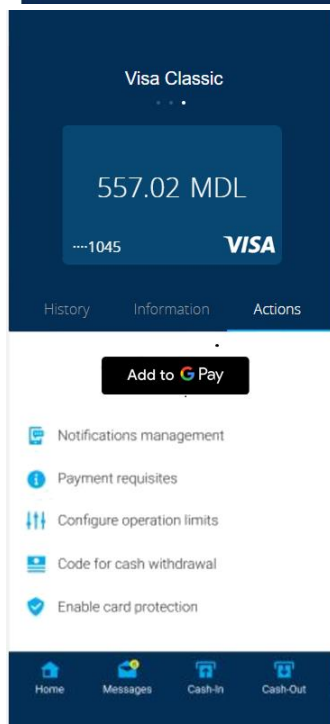 Visa Classic
557.02 MDL
····1045 VISA
History Information Actions
Add to G Pay
Notifications management
Payment requisites
Configure operation limits
Code for cash withdrawal
Enable card protection
Home Messages Cash-In Cash-Out